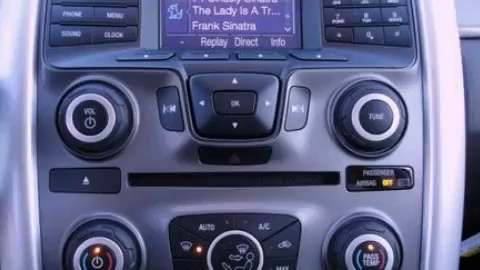 PHONE MENU
SOUND CLOCK
The Lady Is A Tr...
Frank Sinatra
Replay Direct Info
VOL
OK
TUNE
PASSENGER
AIRBAG OFF
AUTO A/C
PASS
TEMP
MAX